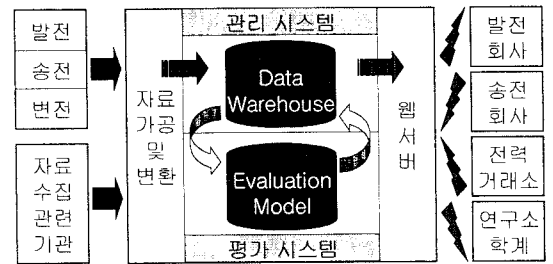 발전
송전
변전
자료
수집
관련
기관
자료
가공
및
변환
관리 시스템
Data
Warehouse
Evaluation
Model
평가 시스템
웹
서
버
발전
회사
송전
회사
전력
거래소
연구소
학계